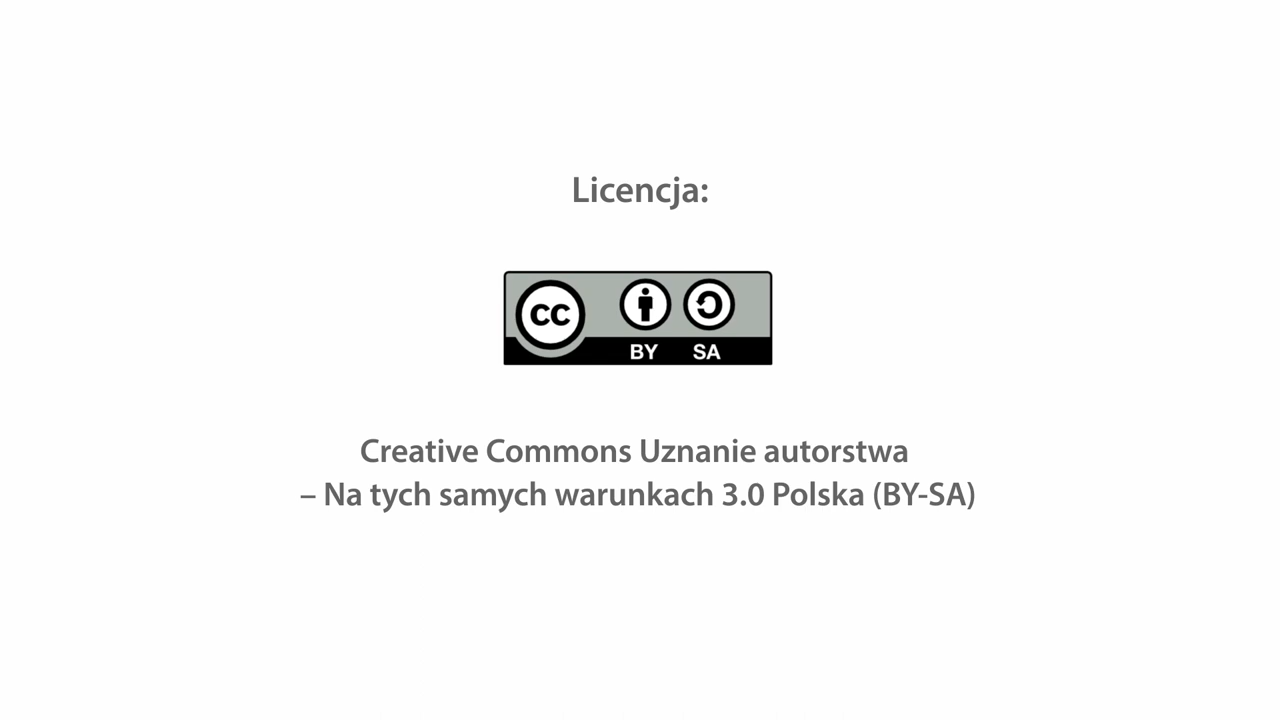 Licencja:
CC
BY SA
Creative Commons Uznanie autorstwa
– Na tych samych warunkach 3.0 Polska (BY-SA)